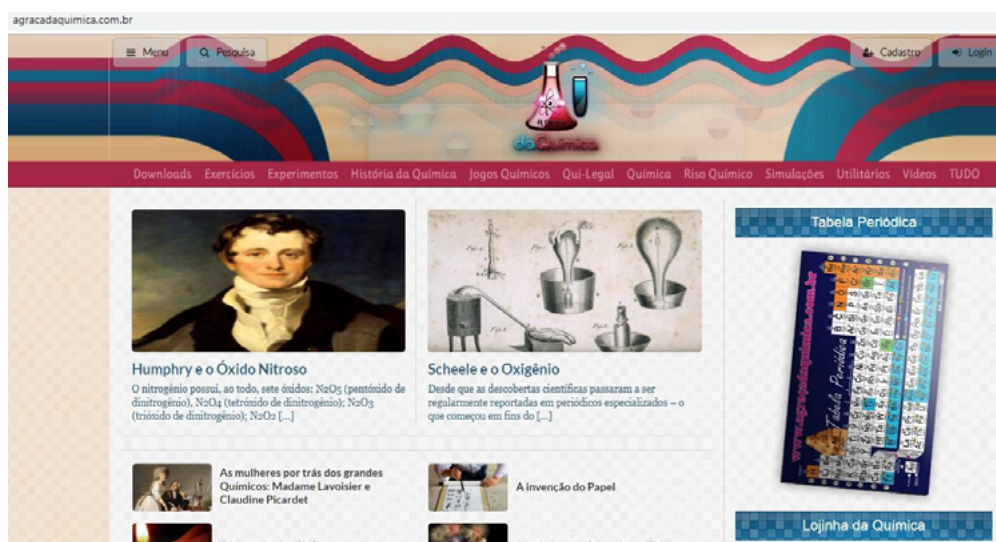 agracadaquimica.com.br
Menu
Pesquisa
Cadastro
Login
da Química
Downloads Exercícios Experimentos História da Química Jogos Químicos Qui-Legal Química Riso Químico Simulações Utilitários Vídeos TUDO
Humphry e o Óxido Nitroso
O nitrogênio possui, ao todo, sete óxidos: N2O5 (pentóxido de
dinitrogênio), N2O4 (tetróxido de dinitrogênio); N2O3
(trióxido de dinitrogênio); N2O2 [...]
Scheele e o Oxigênio
Desde que as descobertas científicas passaram a ser
regularmente reportadas em periódicos especializados – o
que começou em fins do [...]
As mulheres por trás dos grandes
Químicos: Madame Lavoisier e
Claudine Picardet
A invenção do Papel
Tabela Periódica
www.agracadaquimica.com.br
Tabela Periódica
Lojinha da Química